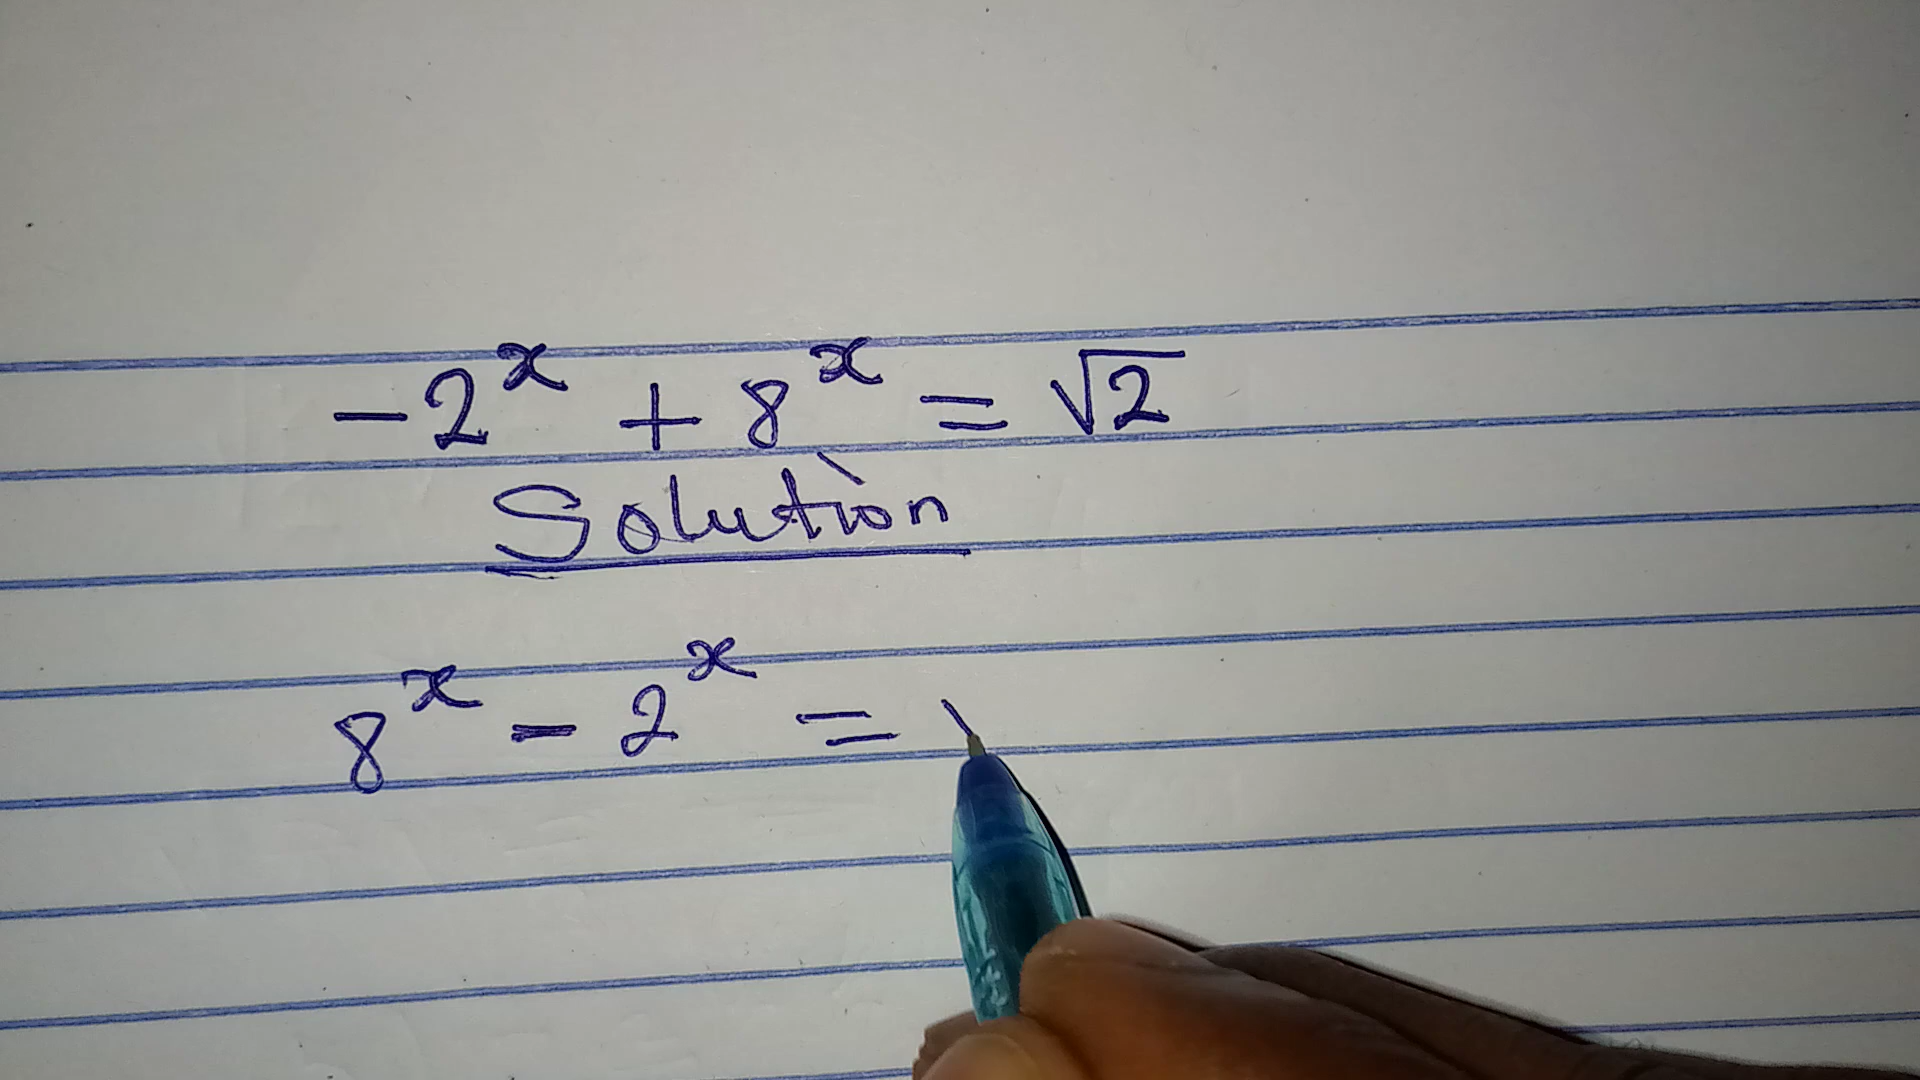 -2^x + 8^x = √2
Solution
8^x - 2^x =